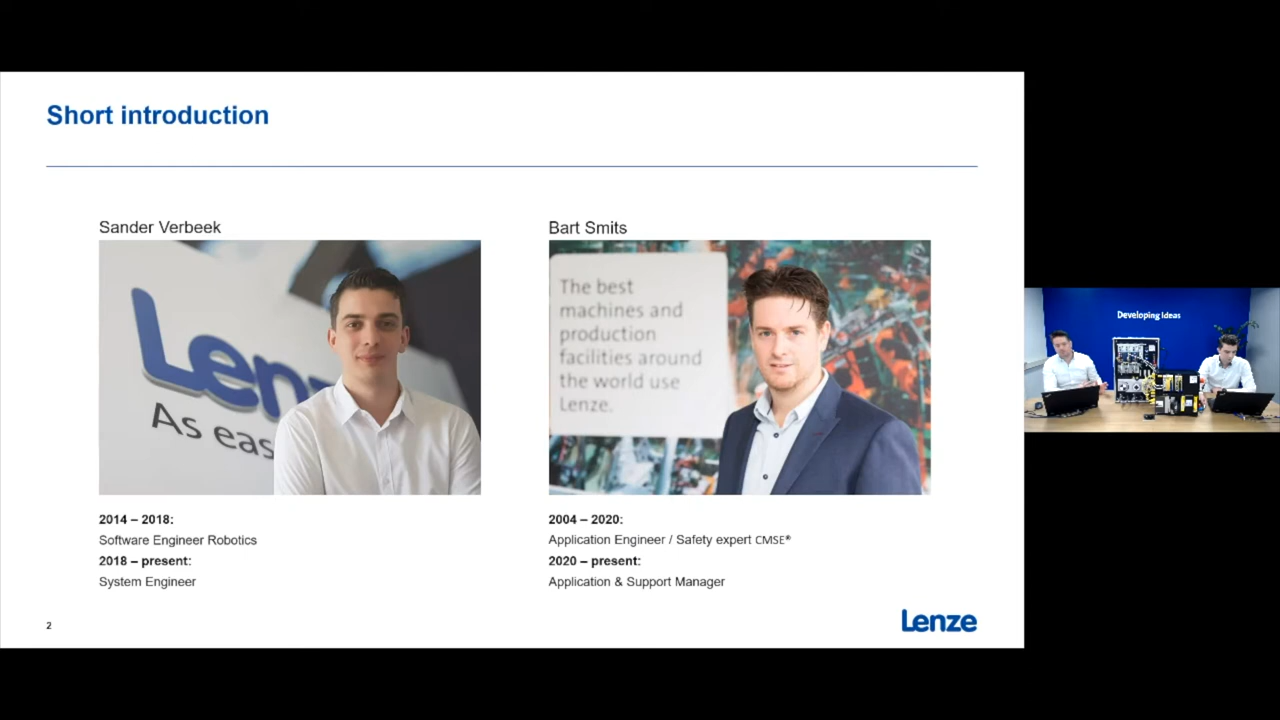 Short introduction
Sander Verbeek
Bart Smits
Lenz
As eas
The best
machines and
production
facilities around
the world use
Lenze.
2014 – 2018:
Software Engineer Robotics
2018 – present:
System Engineer
2004 – 2020:
Application Engineer / Safety expert CMSE®
2020 – present:
Application & Support Manager
2
Lenze
Developing Ideas